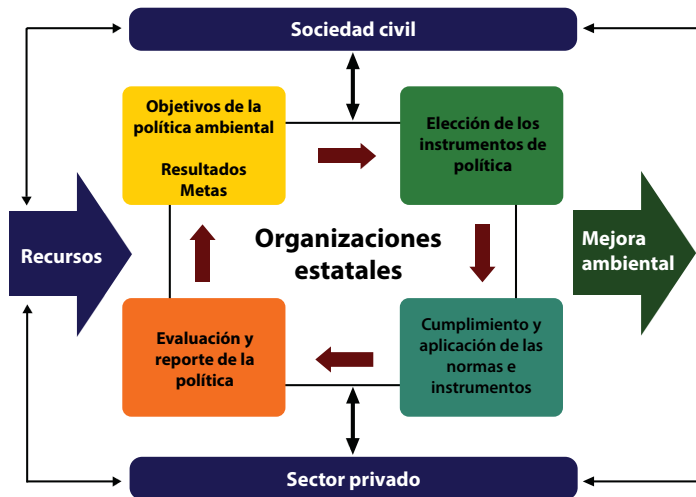 Sociedad civil
Objetivos de la
política ambiental
Resultados
Metas
Elección de los
instrumentos de
política
Recursos
Organizaciones
estatales
Mejora
ambiental
Evaluación y
reporte de la
política
Cumplimiento y
aplicación de las
normas e
instrumentos
Sector privado